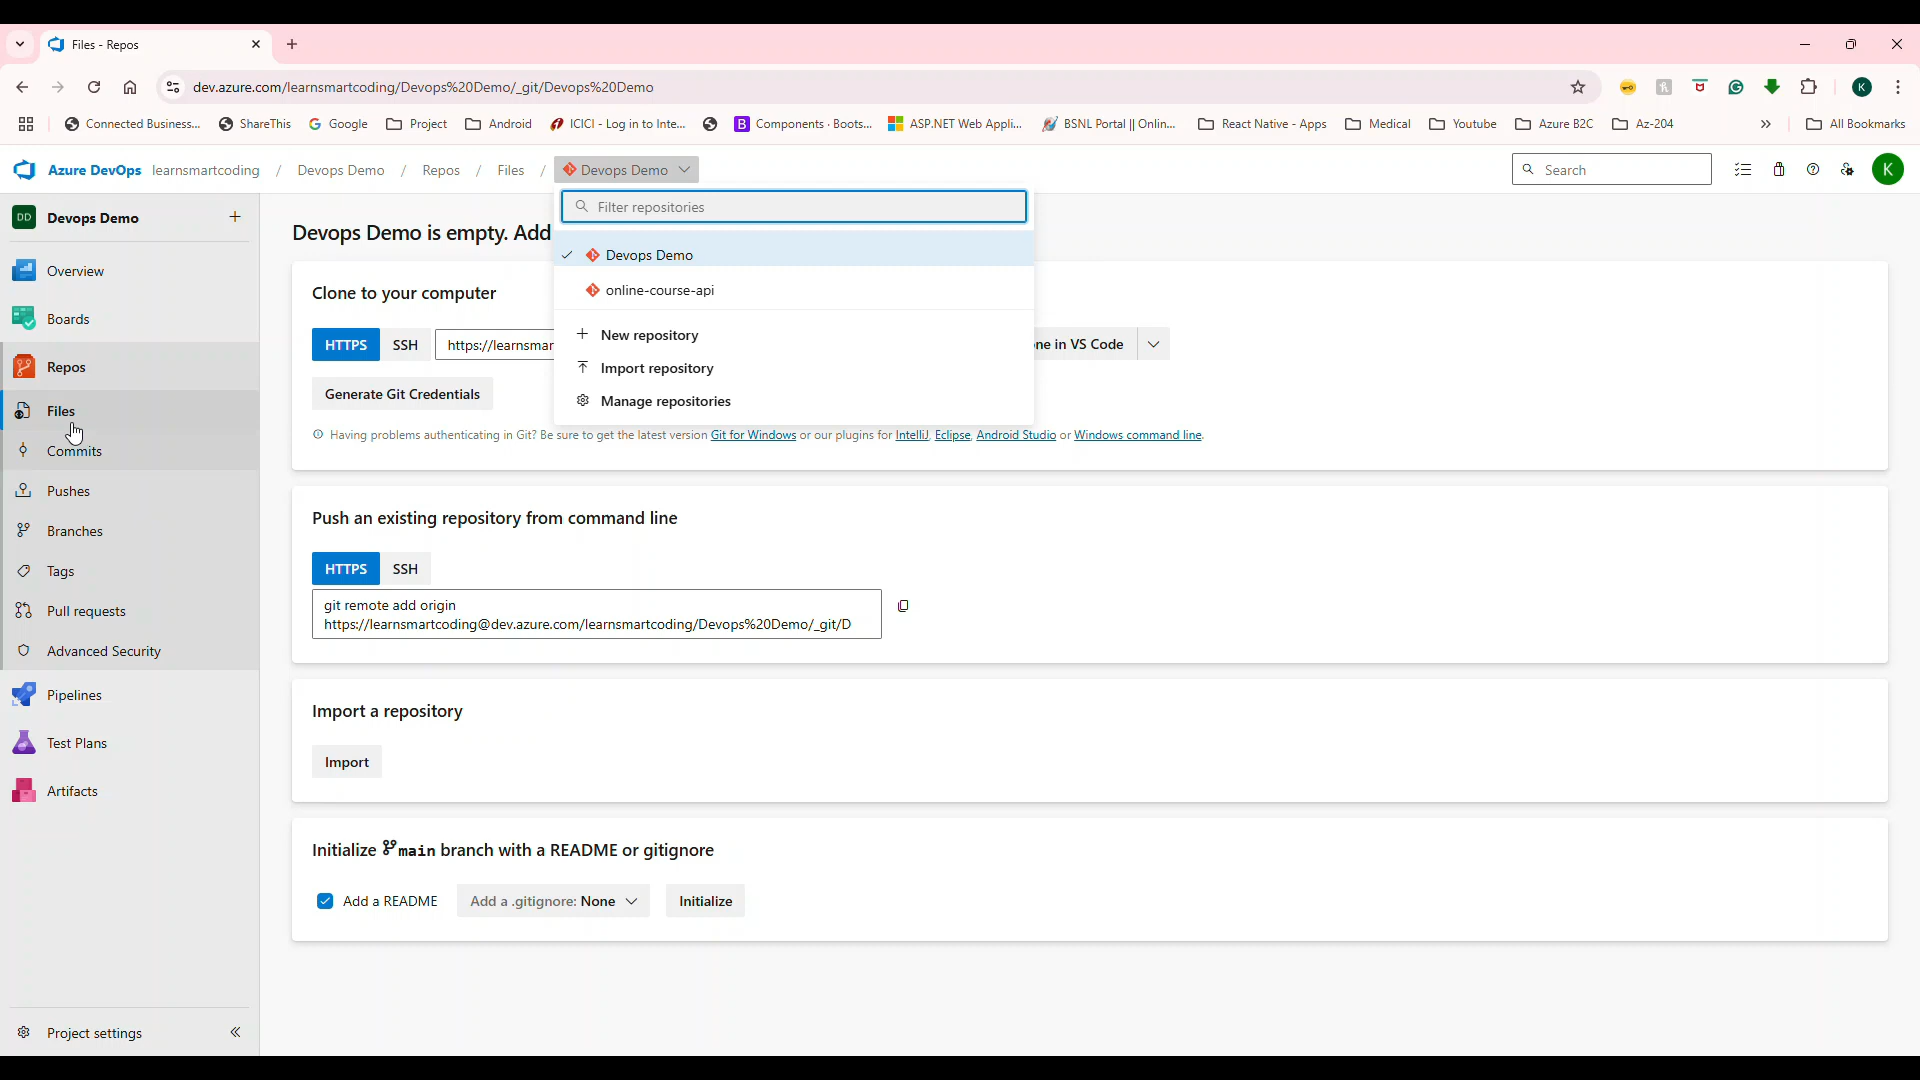 Files - Repos
dev.azure.com/learnsmartcoding/Devops%20Demo/_git/Devops%20Demo
K
Connected Business...
ShareThis
Google
Project
Android
ICICI - Log in to Inte...
Components · Boots...
ASP.NET Web Appli...
BSNL Portal || Onlin...
React Native - Apps
Medical
Youtube
Azure B2C
Az-204
»
All Bookmarks
Azure DevOps learnsmartcoding / Devops Demo / Repos / Files / Devops Demo
Search
K
DD Devops Demo +
Overview
Boards
Repos
Files
Commits
Pushes
Branches
Tags
Pull requests
Advanced Security
Pipelines
Test Plans
Artifacts
Project settings
Filter repositories
Devops Demo
online-course-api
New repository
Import repository
Manage repositories
Devops Demo is empty. Add
Clone to your computer
HTTPS SSH https://learnsmar
ne in VS Code
Generate Git Credentials
Having problems authenticating in Git? Be sure to get the latest version Git for Windows or our plugins for IntelliJ, Eclipse, Android Studio or Windows command line.
Push an existing repository from command line
HTTPS SSH
git remote add origin
https://learnsmartcoding@dev.azure.com/learnsmartcoding/Devops%20Demo/_git/D
Import a repository
Import
Initialize main branch with a README or gitignore
Add a README Add a .gitignore: None Initialize